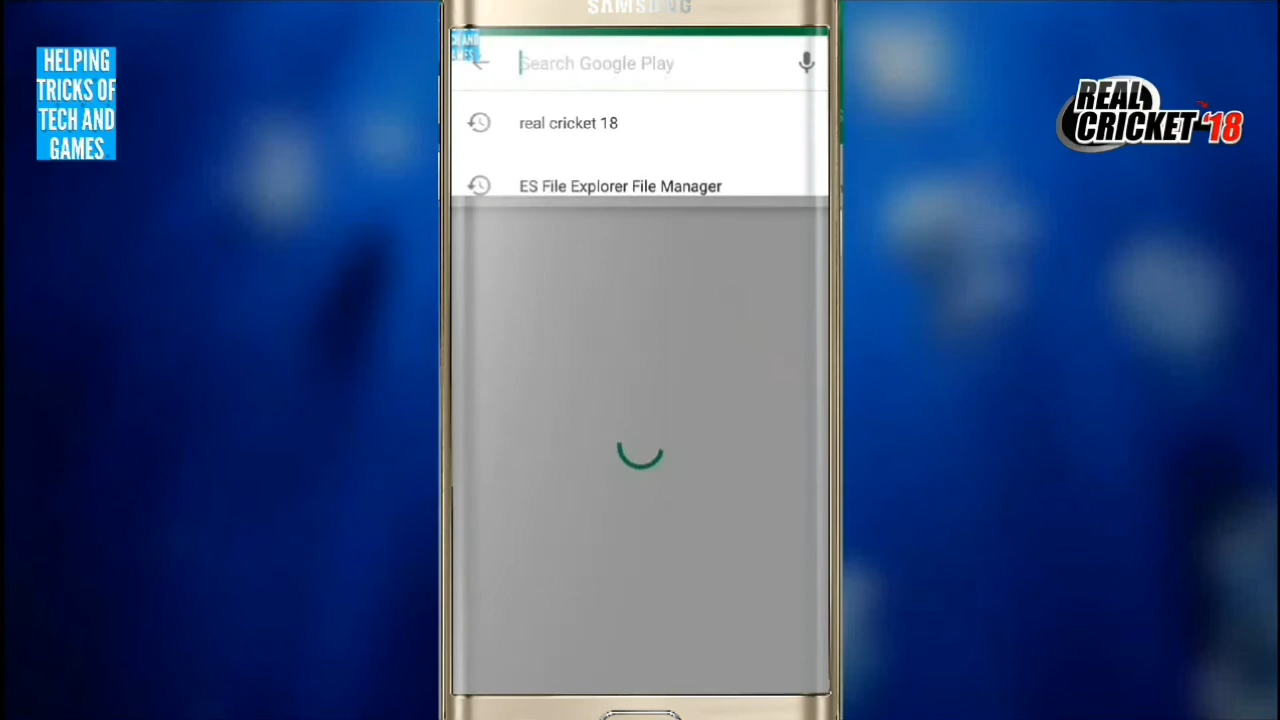 HELPING
TRICKS OF
TECH AND
GAMES
SAMSUNG
Search Google Play
real cricket 18
ES File Explorer File Manager
REAL
CRICKET '18